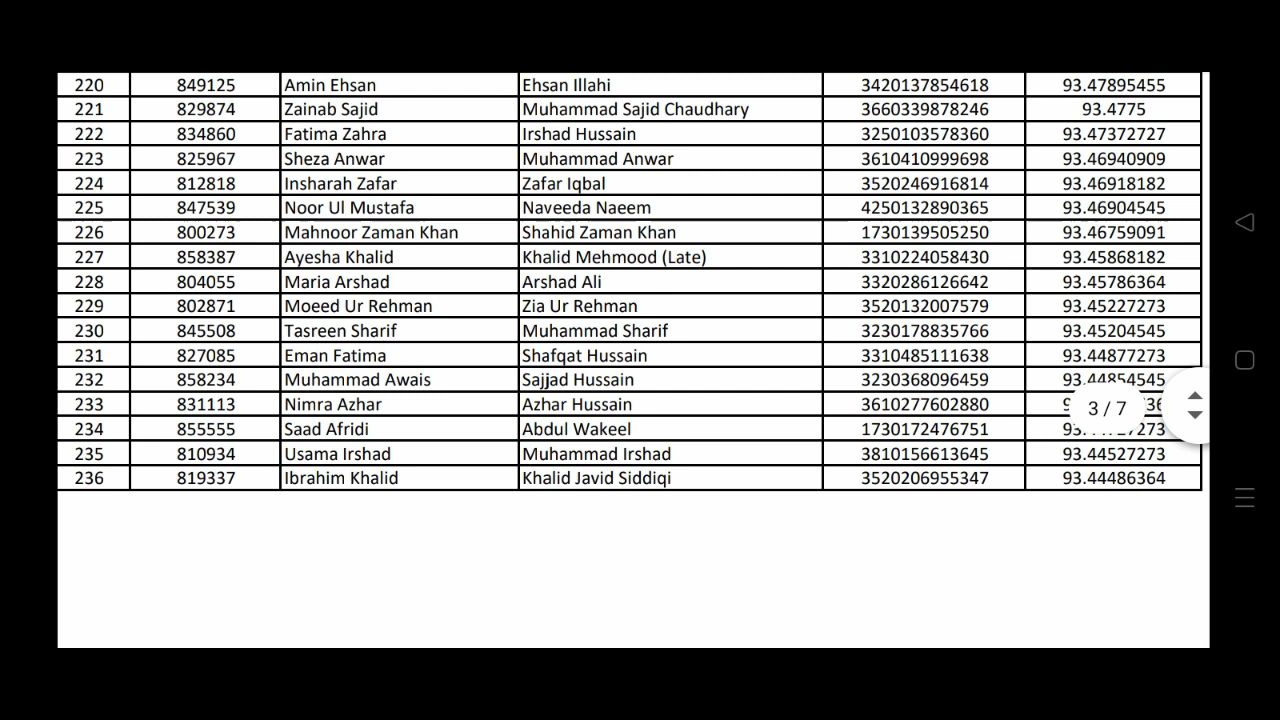 220 849125 Amin Ehsan Ehsan Illahi 3420137854618 93.47895455
221 829874 Zainab Sajid Muhammad Sajid Chaudhary 3660339878246 93.4775
222 834860 Fatima Zahra Irshad Hussain 3250103578360 93.47372727
223 825967 Sheza Anwar Muhammad Anwar 3610410999698 93.46940909
224 812818 Insharah Zafar Zafar Iqbal 3520246916814 93.46918182
225 847539 Noor Ul Mustafa Naveeda Naeem 4250132890365 93.46904545
226 800273 Mahnoor Zaman Khan Shahid Zaman Khan 1730139505250 93.46759091
227 858387 Ayesha Khalid Khalid Mehmood (Late) 3310224058430 93.45868182
228 804055 Maria Arshad Arshad Ali 3320286126642 93.45786364
229 802871 Moeed Ur Rehman Zia Ur Rehman 3520132007579 93.45227273
230 845508 Tasreen Sharif Muhammad Sharif 3230178835766 93.45204545
231 827085 Eman Fatima Shafqat Hussain 3310485111638 93.44877273
232 858234 Muhammad Awais Sajjad Hussain 3230368096459 93.44854545
233 831113 Nimra Azhar Azhar Hussain 3610277602880
3 / 7
234 855555 Saad Afridi Abdul Wakeel 1730172476751
235 810934 Usama Irshad Muhammad Irshad 3810156613645 93.44527273
236 819337 Ibrahim Khalid Khalid Javid Siddiqi 3520206955347 93.44486364